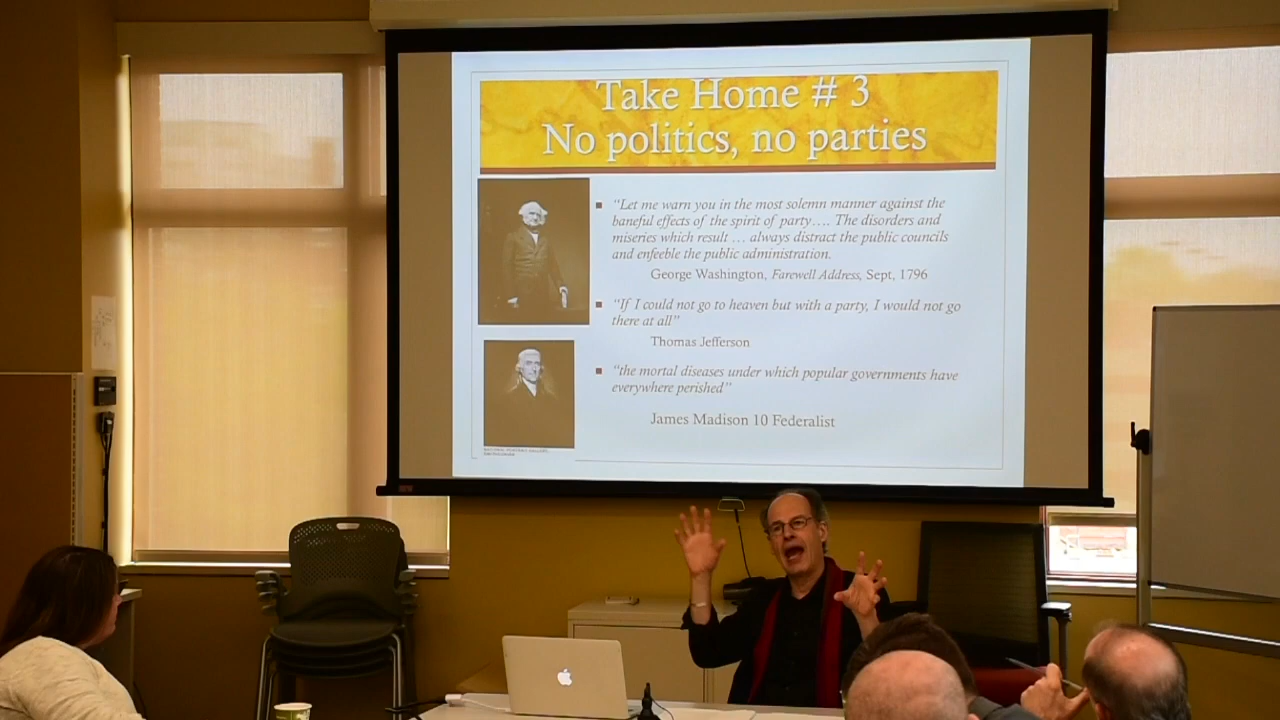 Take Home # 3
No politics, no parties
“Let me warn you in the most solemn manner against the
baneful effects of the spirit of party…. The disorders and
miseries which result … always distract the public councils
and enfeeble the public administration.
George Washington, Farewell Address, Sept, 1796
“If I could not go to heaven but with a party, I would not go
there at all”
Thomas Jefferson
“the mortal diseases under which popular governments have
everywhere perished”
James Madison 10 Federalist